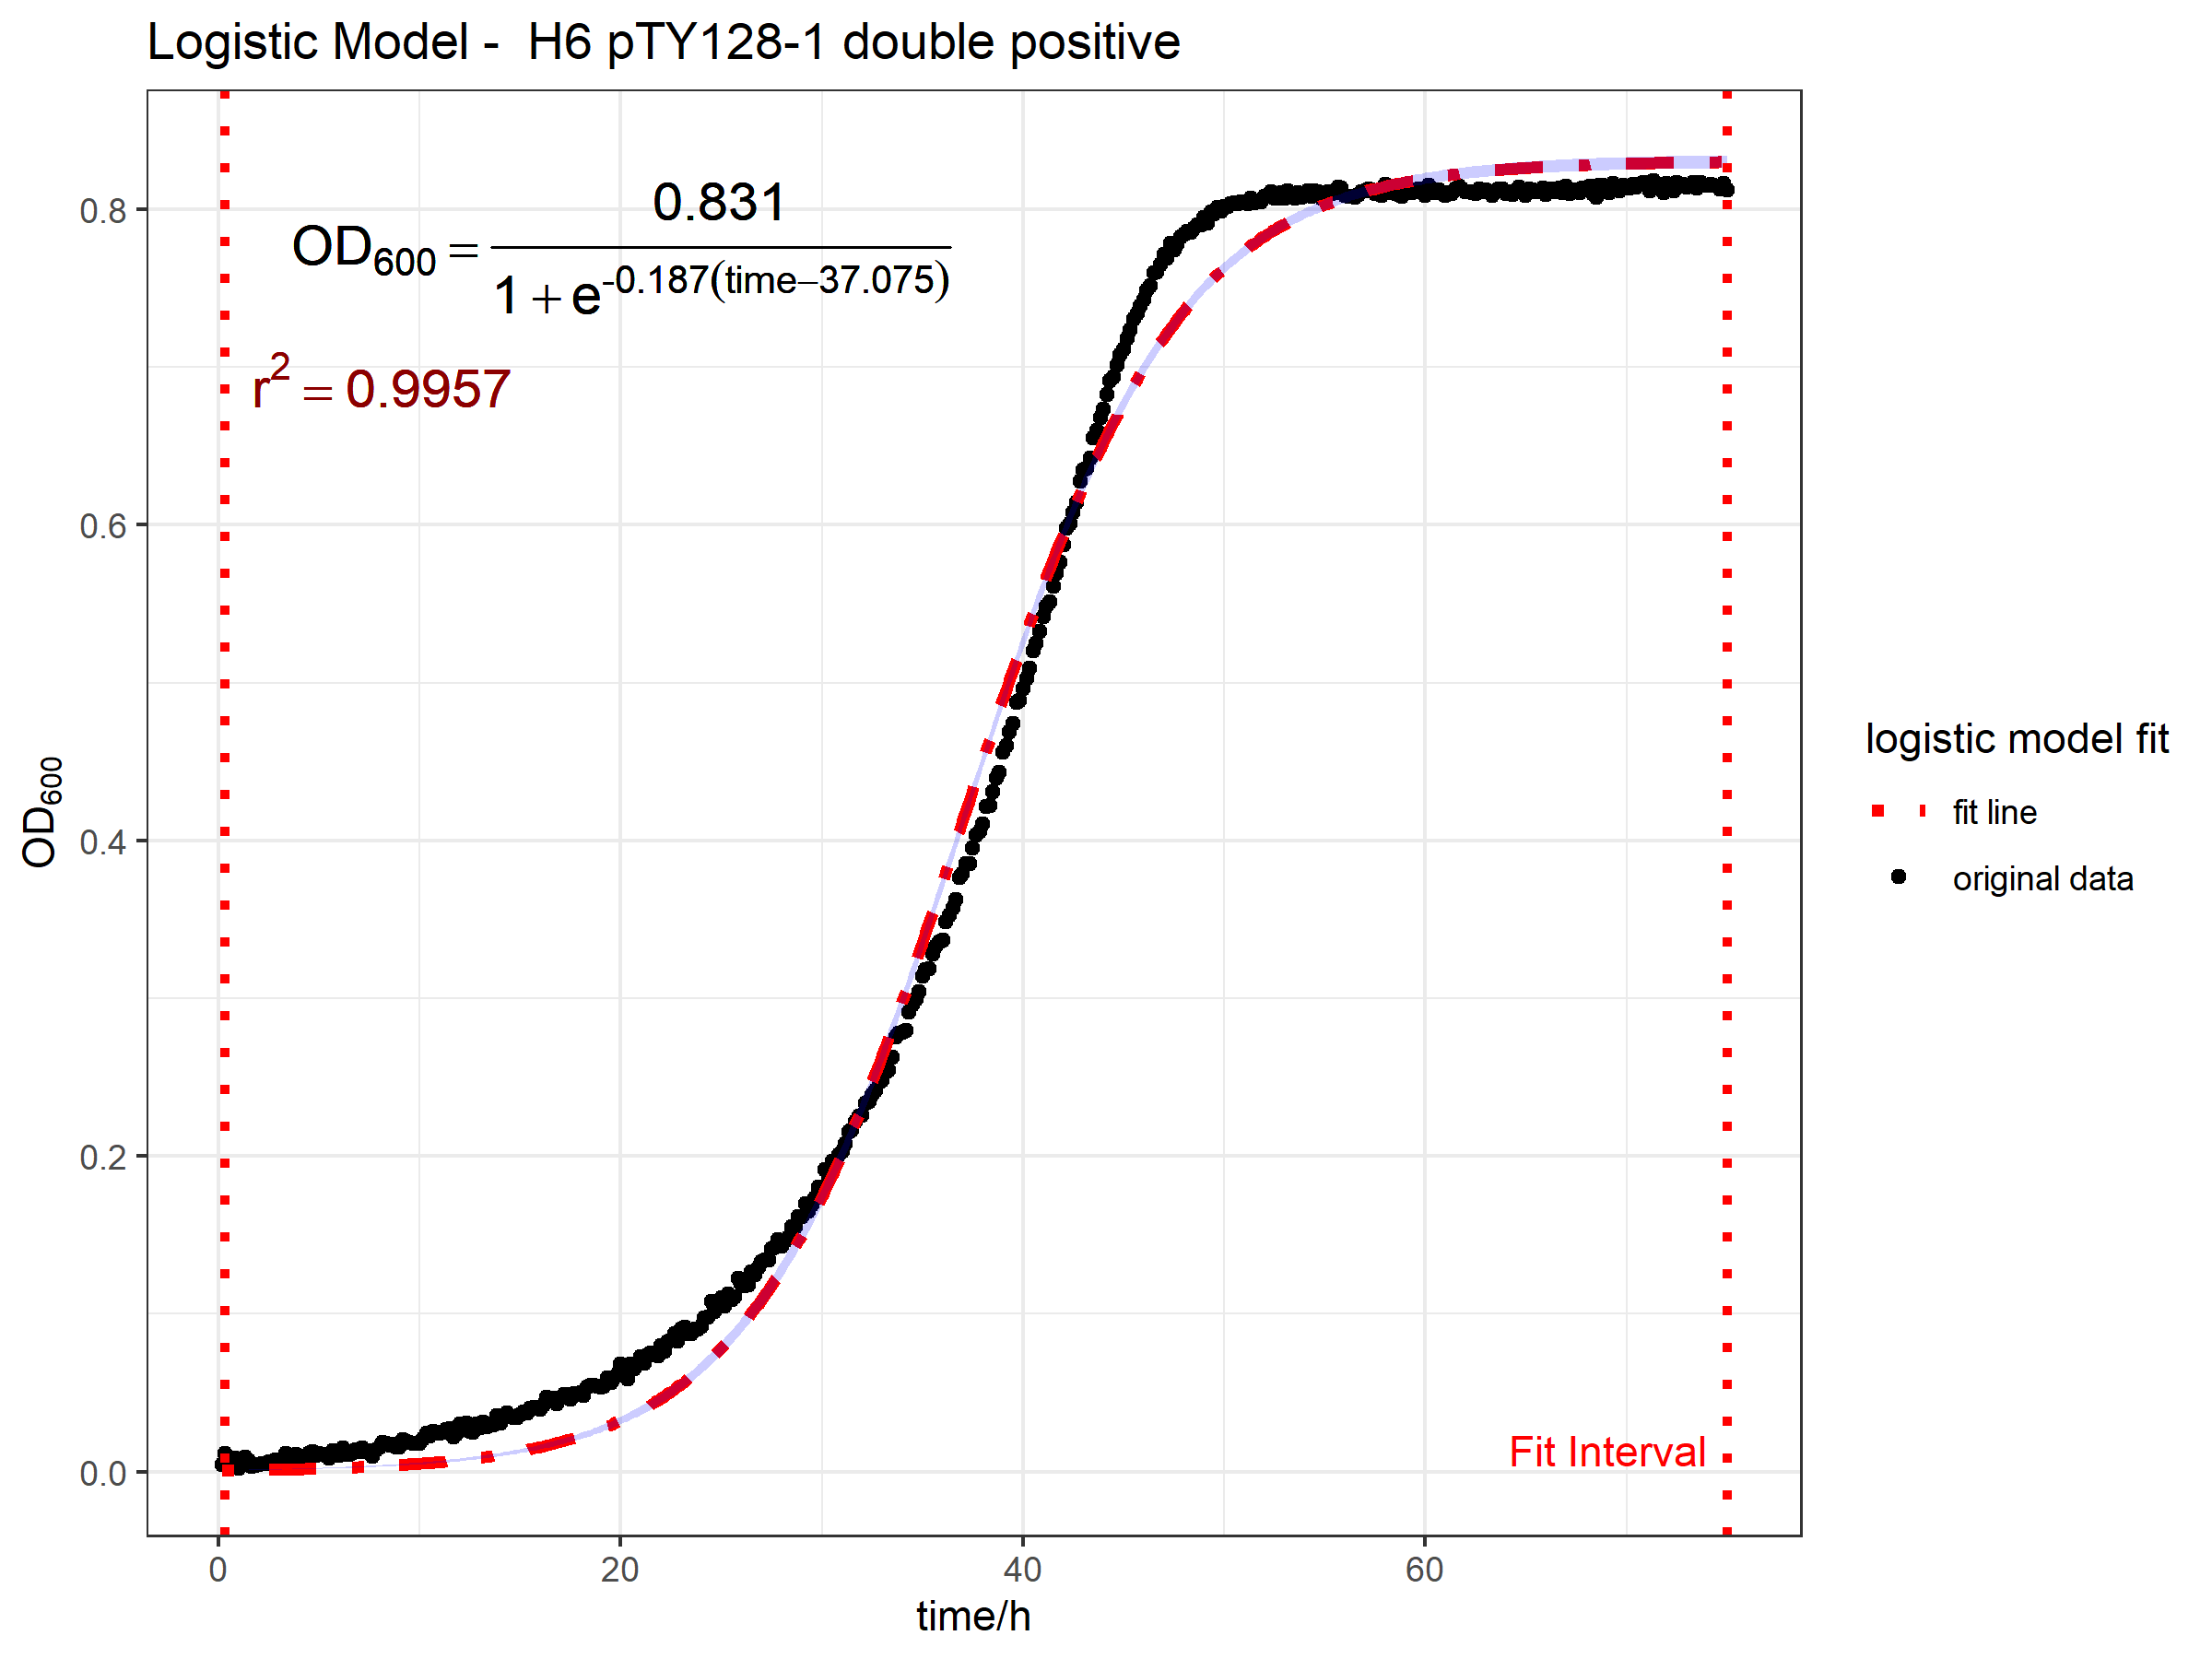 Logistic Model -  H6 pTY128-1 double positive
OD₆₀₀ = 0.831 / (1 + e^(-0.187(time−37.075)))
r² = 0.9957
0.8
0.6
0.4
0.2
0.0
OD₆₀₀
Fit Interval
0 20 40 60
time/h
logistic model fit
fit line
original data